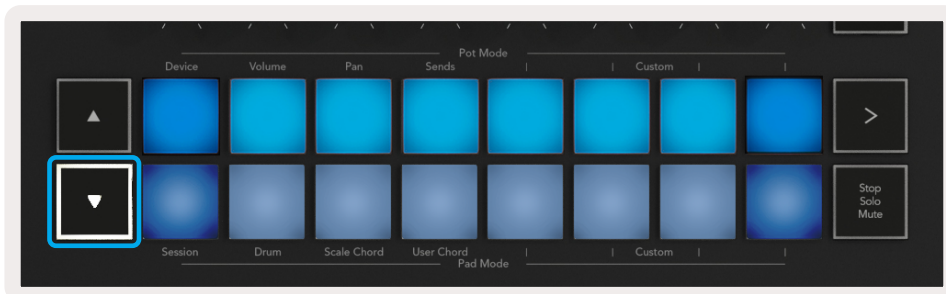 Pot Mode
Device Volume Pan Sends Custom
Stop
Solo
Mute
Session Drum Scale Chord User Chord Custom
Pad Mode